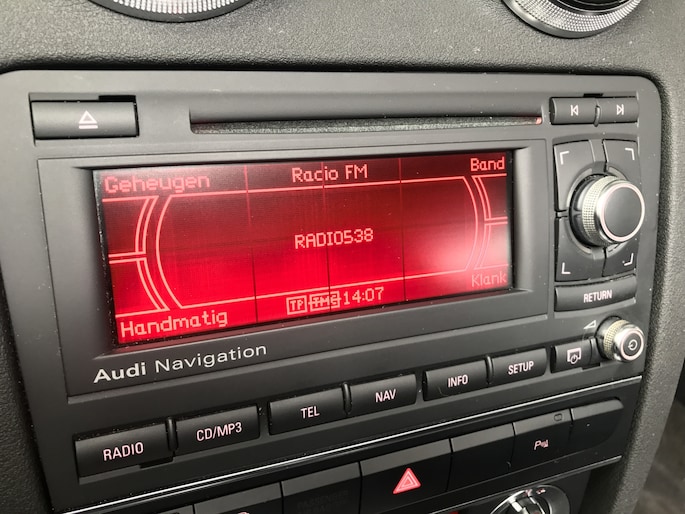 Geheugen Racio FM Band
RADIO538
Handmatig TP TMC 14:07 Klank
Audi Navigation
RETURN
RADIO CD/MP3 TEL NAV INFO SETUP
P